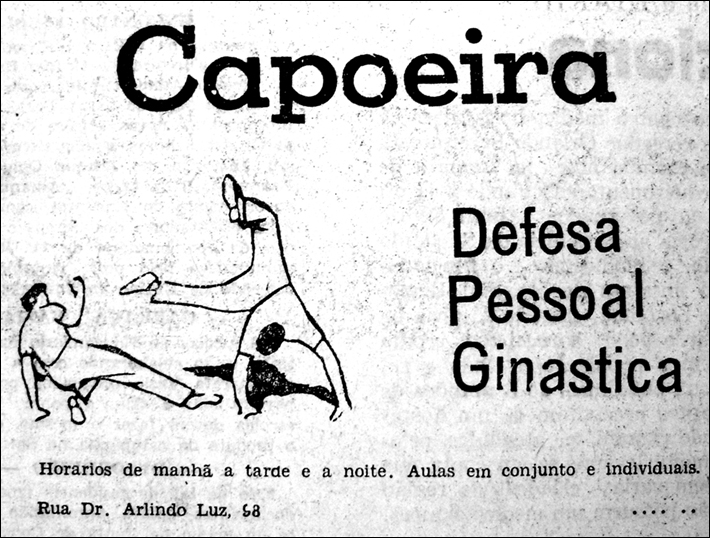 Capoeira
Defesa
Pessoal
Ginastica
Horarios de manhã a tarde e a noite. Aulas em conjunto e individuais.
Rua Dr. Arlindo Luz, 68